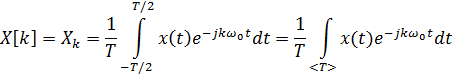 $X[k] = X_k = \frac{1}{T} \int_{-T/2}^{T/2} x(t)e^{-jk\omega_0 t}dt = \frac{1}{T} \int_{<T>} x(t)e^{-jk\omega_0 t}dt$